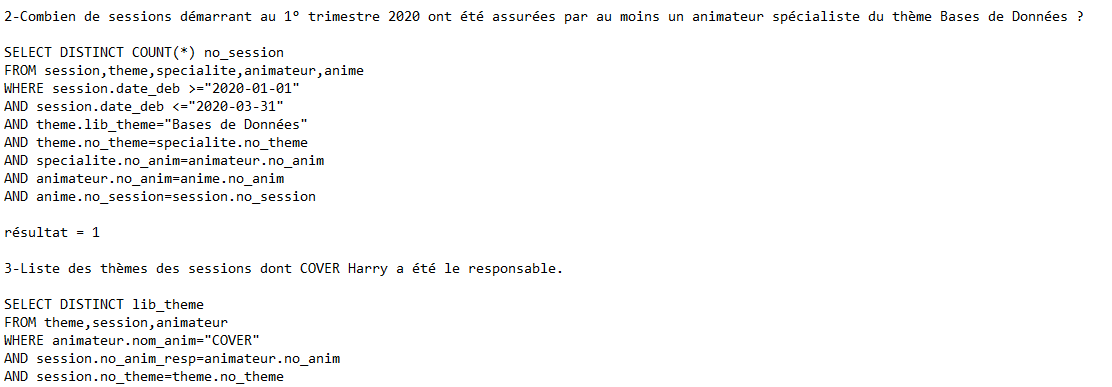 2-Combien de sessions démarrant au 1° trimestre 2020 ont été assurées par au moins un animateur spécialiste du thème Bases de Données ?
SELECT DISTINCT COUNT(*) no_session
FROM session,theme,specialite,animateur,anime
WHERE session.date_deb >="2020-01-01"
AND session.date_deb <="2020-03-31"
AND theme.lib_theme="Bases de Données"
AND theme.no_theme=specialite.no_theme
AND specialite.no_anim=animateur.no_anim
AND animateur.no_anim=anime.no_anim
AND anime.no_session=session.no_session
résultat = 1
3-Liste des thèmes des sessions dont COVER Harry a été le responsable.
SELECT DISTINCT lib_theme
FROM theme,session,animateur
WHERE animateur.nom_anim="COVER"
AND session.no_anim_resp=animateur.no_anim
AND session.no_theme=theme.no_theme